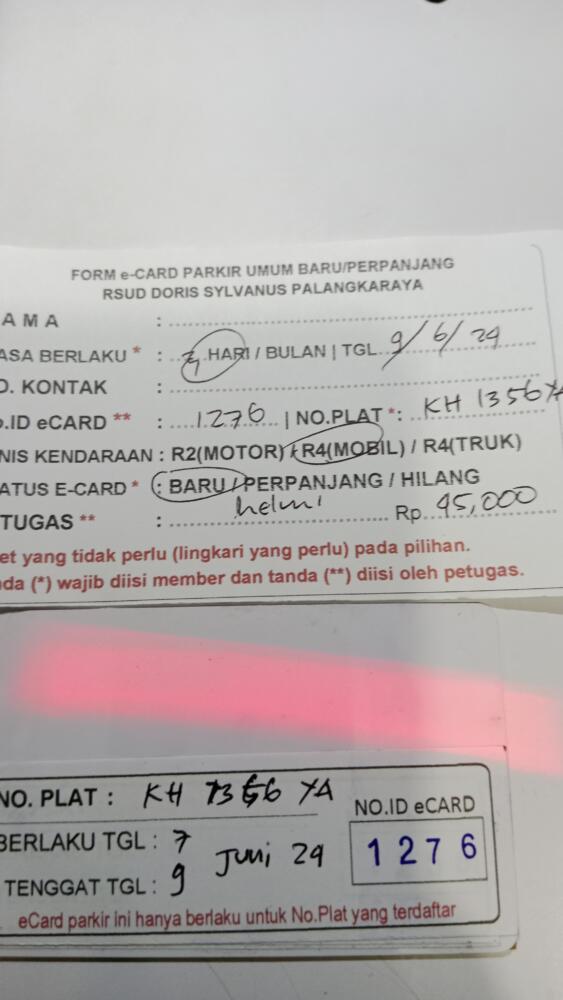 FORM e-CARD PARKIR UMUM BARU/PERPANJANG
RSUD DORIS SYLVANUS PALANGKARAYA
AMA :
ASA BERLAKU * : 3 HARI / BULAN | TGL 9/6/24
O. KONTAK :
o.ID eCARD ** : 1276 | NO.PLAT *: KH 1356 YA
NIS KENDARAAN : R2(MOTOR) / R4(MOBIL) / R4(TRUK)
ATUS E-CARD * : BARU / PERPANJANG / HILANG
TUGAS ** : helmi Rp. 45,000
et yang tidak perlu (lingkari yang perlu) pada pilihan.
da (*) wajib diisi member dan tanda (**) diisi oleh petugas.
NO. PLAT : KH 1356 YA
NO.ID eCARD
BERLAKU TGL : 7 Juni 24
1276
TENGGAT TGL : 9
eCard parkir ini hanya berlaku untuk No.Plat yang terdaftar